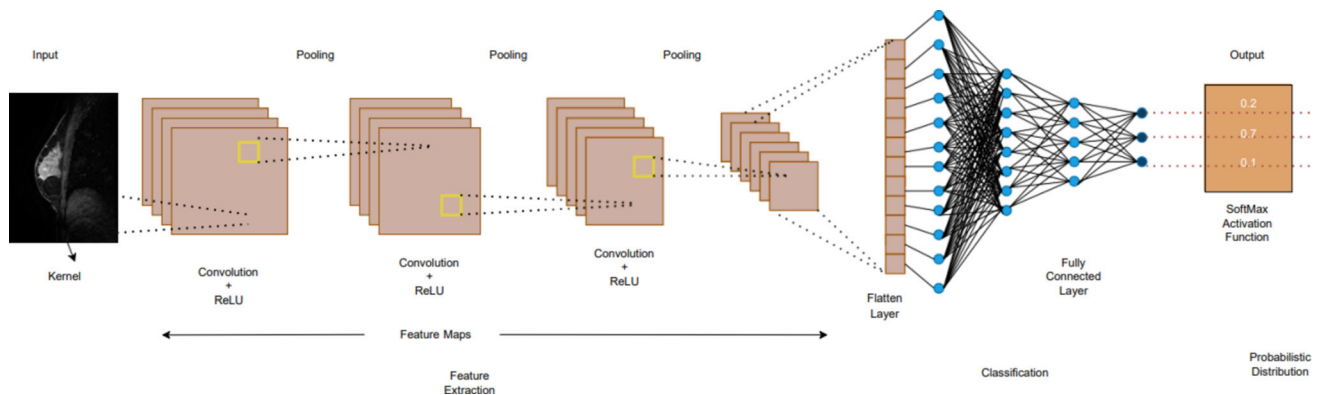 Input
Pooling
Pooling
Pooling
Output
0.2
0.7
0.1
Kernel
Convolution
+
ReLU
Convolution
+
ReLU
Convolution
+
ReLU
Flatten
Layer
Fully
Connected
Layer
SoftMax
Activation
Function
Feature Maps
Feature
Extraction
Classification
Probabilistic
Distribution